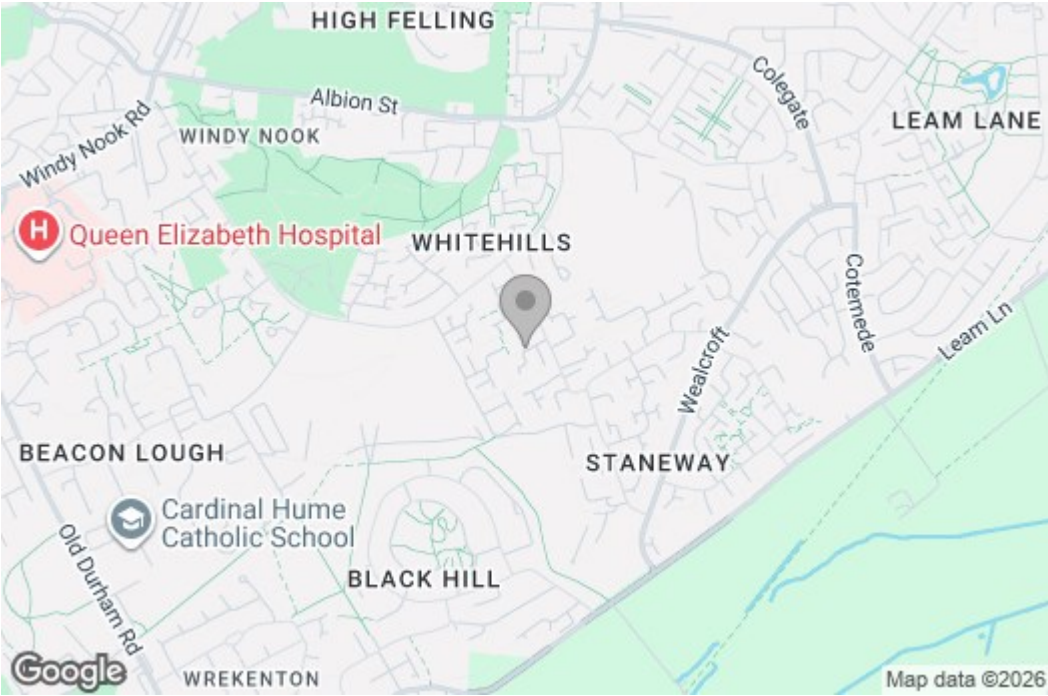 HIGH FELLING
Colegate
Albion St
LEAM LANE
Windy Nook Rd
WINDY NOOK
H
Queen Elizabeth Hospital
WHITEHILLS
Cotemede
Leam Ln
Wealcroft
BEACON LOUGH
STANEWAY
Cardinal Hume
Catholic School
Old Durham Rd
BLACK HILL
WREKENTON
Google
Map data ©2026